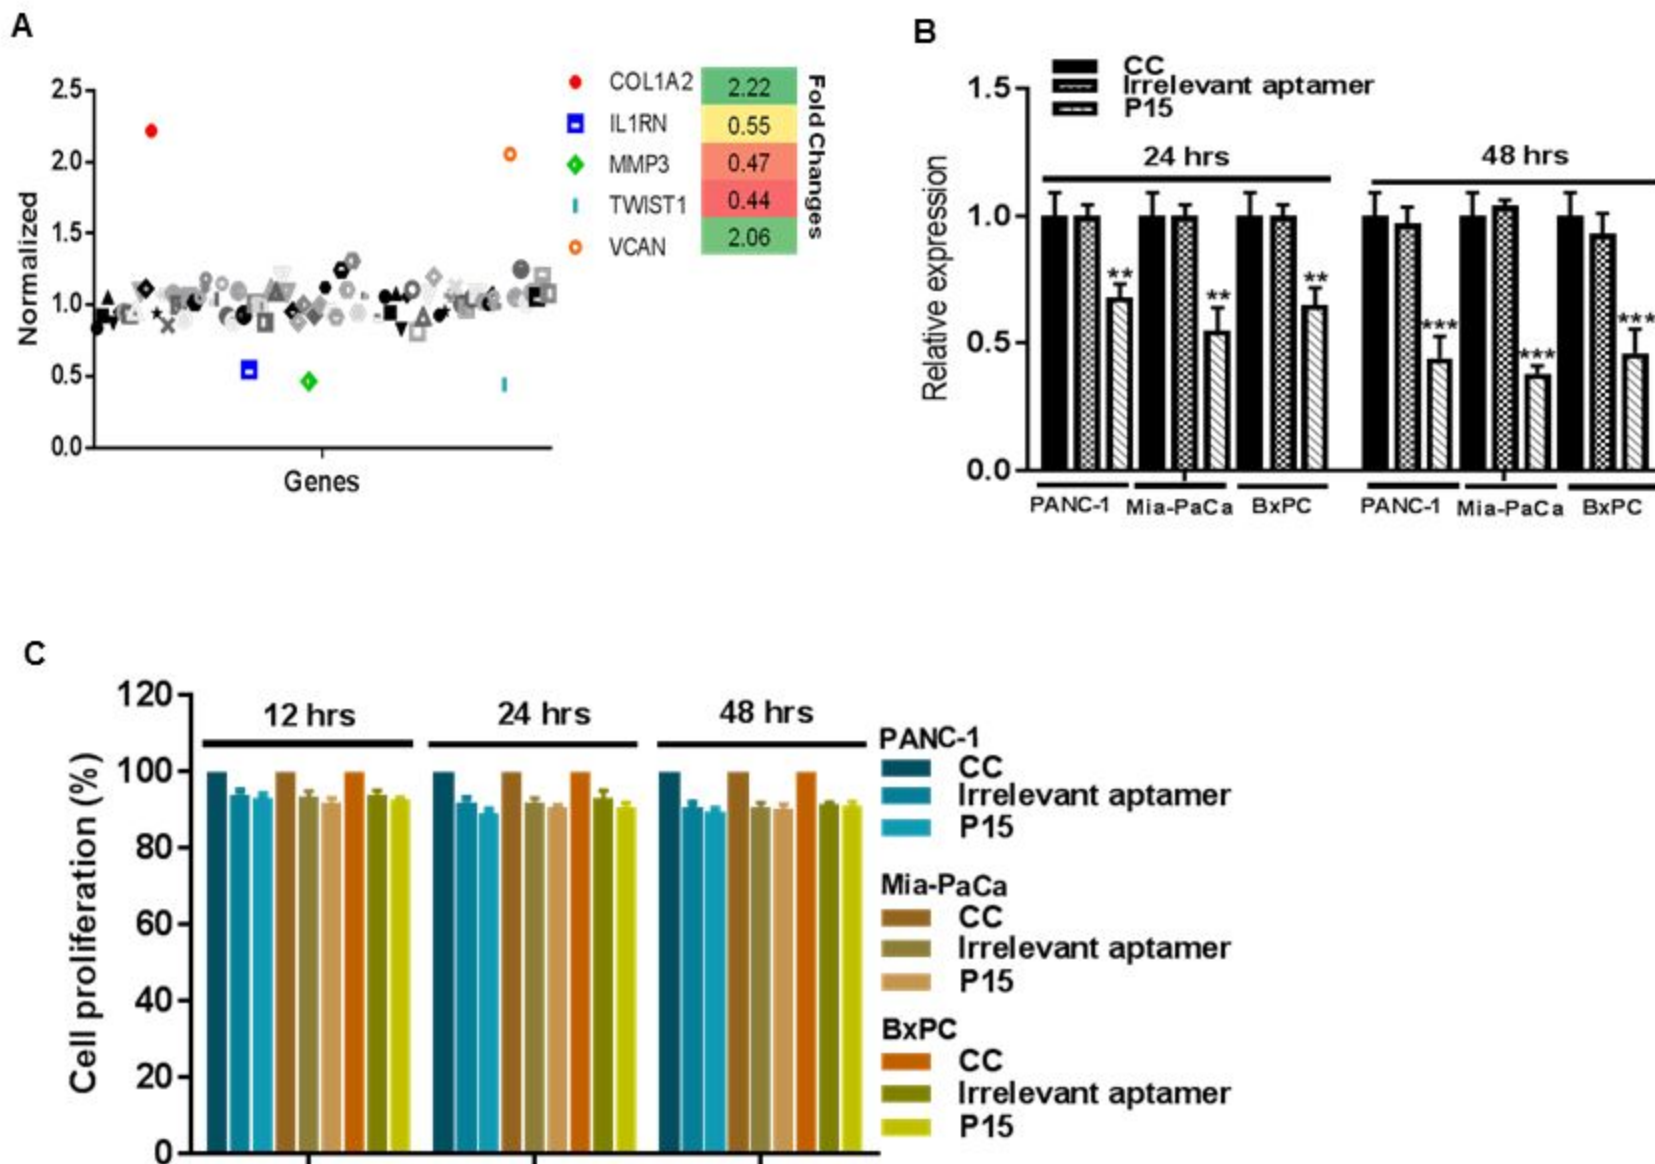 A
2.5
2.0
1.5
1.0
0.5
0.0
Normalized
Genes
COL1A2 2.22
IL1RN 0.55
MMP3 0.47
TWIST1 0.44
VCAN 2.06
Fold Changes
B
CC
Irrelevant aptamer
P15
1.5
1.0
0.5
0.0
Relative expression
24 hrs 48 hrs
** ** ** *** *** ***
PANC-1 Mia-PaCa BxPC PANC-1 Mia-PaCa BxPC
C
120
100
80
60
40
20
0
Cell proliferation (%)
12 hrs 24 hrs 48 hrs
PANC-1
CC
Irrelevant aptamer
P15
Mia-PaCa
CC
Irrelevant aptamer
P15
BxPC
CC
Irrelevant aptamer
P15